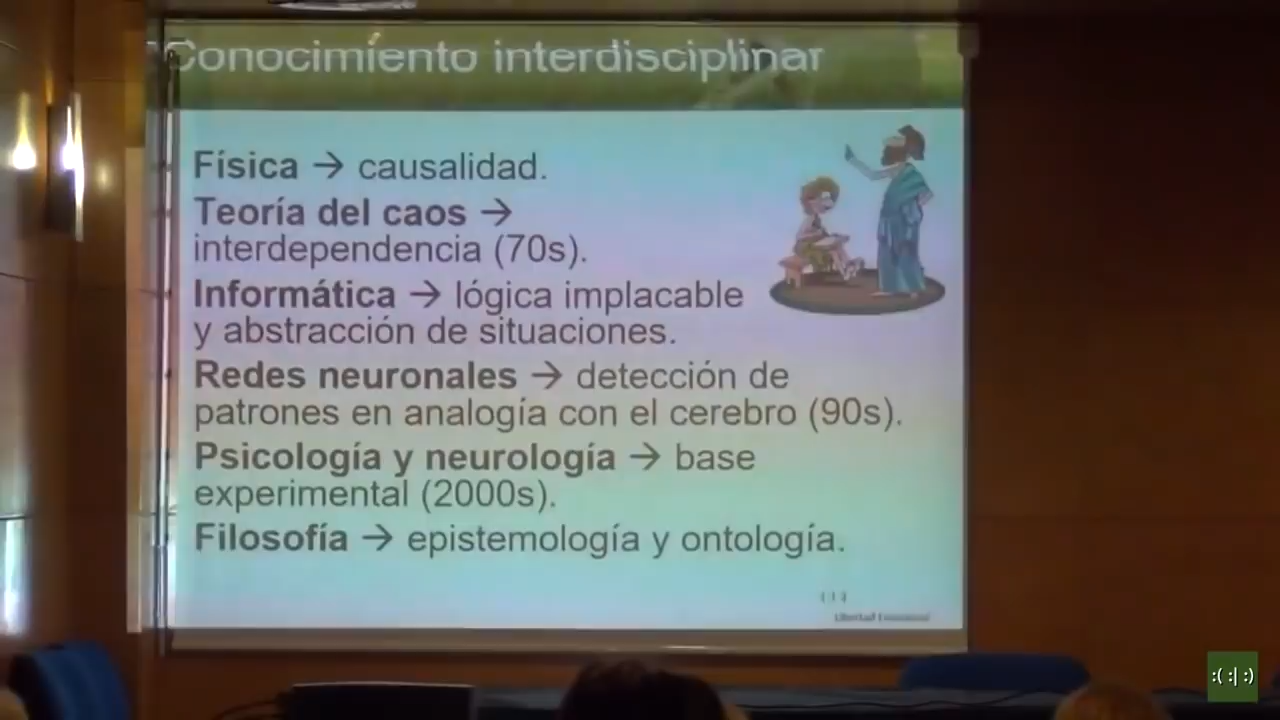 Conocimiento interdisciplinar
Física → causalidad.
Teoría del caos →
interdependencia (70s).
Informática → lógica implacable
y abstracción de situaciones.
Redes neuronales → detección de
patrones en analogía con el cerebro (90s).
Psicología y neurología → base
experimental (2000s).
Filosofía → epistemología y ontología.
Libertad
:( :| :)